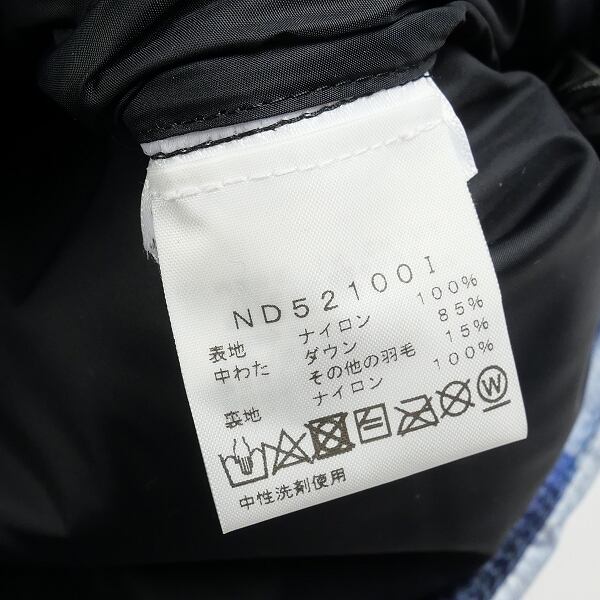 ND52100I
表地 ナイロン 100%
中わた ダウン 85%
その他の羽毛 15%
裏地 ナイロン 100%
W
中性洗剤使用